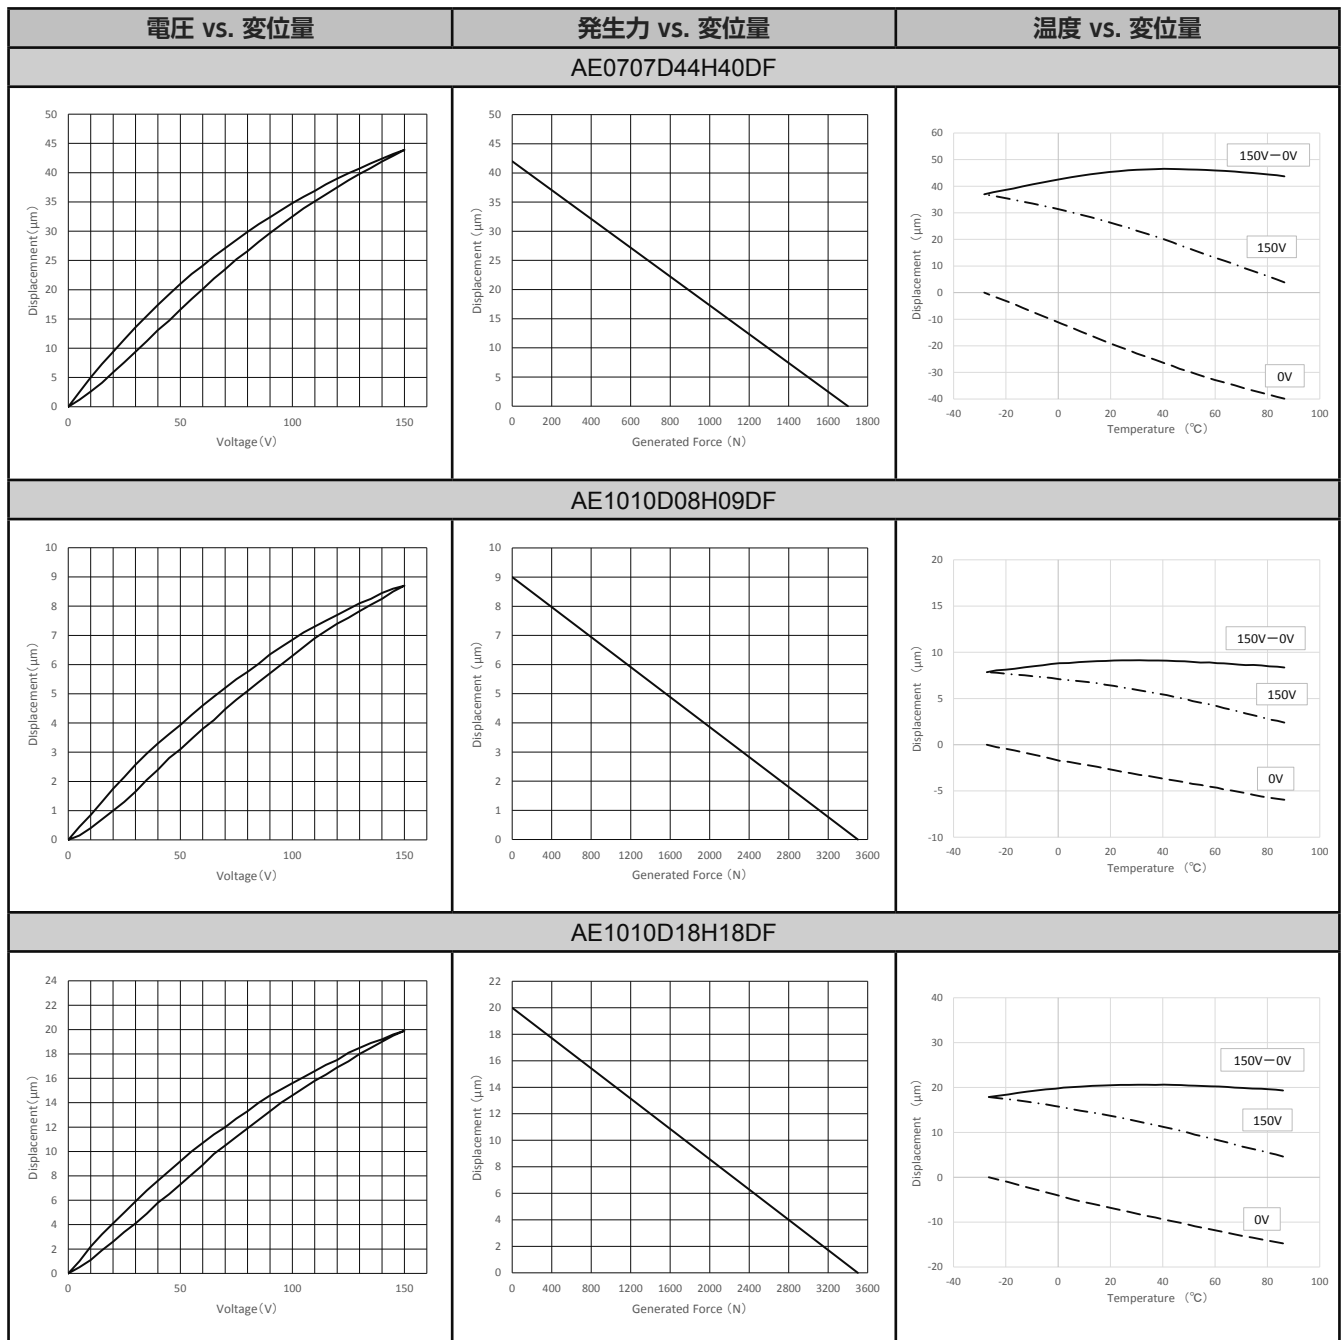 電圧 vs. 変位量
発生力 vs. 変位量
温度 vs. 変位量
AE0707D44H40DF
50
45
40
35
30
25
20
15
10
5
0
Displacemnent(μm)
0 50 100 150
Voltage(V)
50
45
40
35
30
25
20
15
10
5
0
Displacement (μm)
0 200 400 600 800 1000 1200 1400 1600 1800
Generated Force (N)
60
50
40
30
20
10
0
-10
-20
-30
-40
Displacement (μm)
150V－0V
150V
0V
-40 -20 0 20 40 60 80 100
Temperature (℃)
AE1010D08H09DF
10
9
8
7
6
5
4
3
2
1
0
DIsplacement(μm)
0 50 100 150
Voltage(V)
10
9
8
7
6
5
4
3
2
1
0
Displacement (μm)
0 400 800 1200 1600 2000 2400 2800 3200 3600
Generated Force (N)
20
15
10
5
0
-5
-10
Displacement (μm)
150V－0V
150V
0V
-40 -20 0 20 40 60 80 100
Temperature (℃)
AE1010D18H18DF
24
22
20
18
16
14
12
10
8
6
4
2
0
Displacement(μm)
0 50 100 150
Voltage(V)
22
20
18
16
14
12
10
8
6
4
2
0
Displacement (μm)
0 400 800 1200 1600 2000 2400 2800 3200 3600
Generated Force (N)
40
30
20
10
0
-10
-20
Displacement (μm)
150V－0V
150V
0V
-40 -20 0 20 40 60 80 100
Temperature (℃)